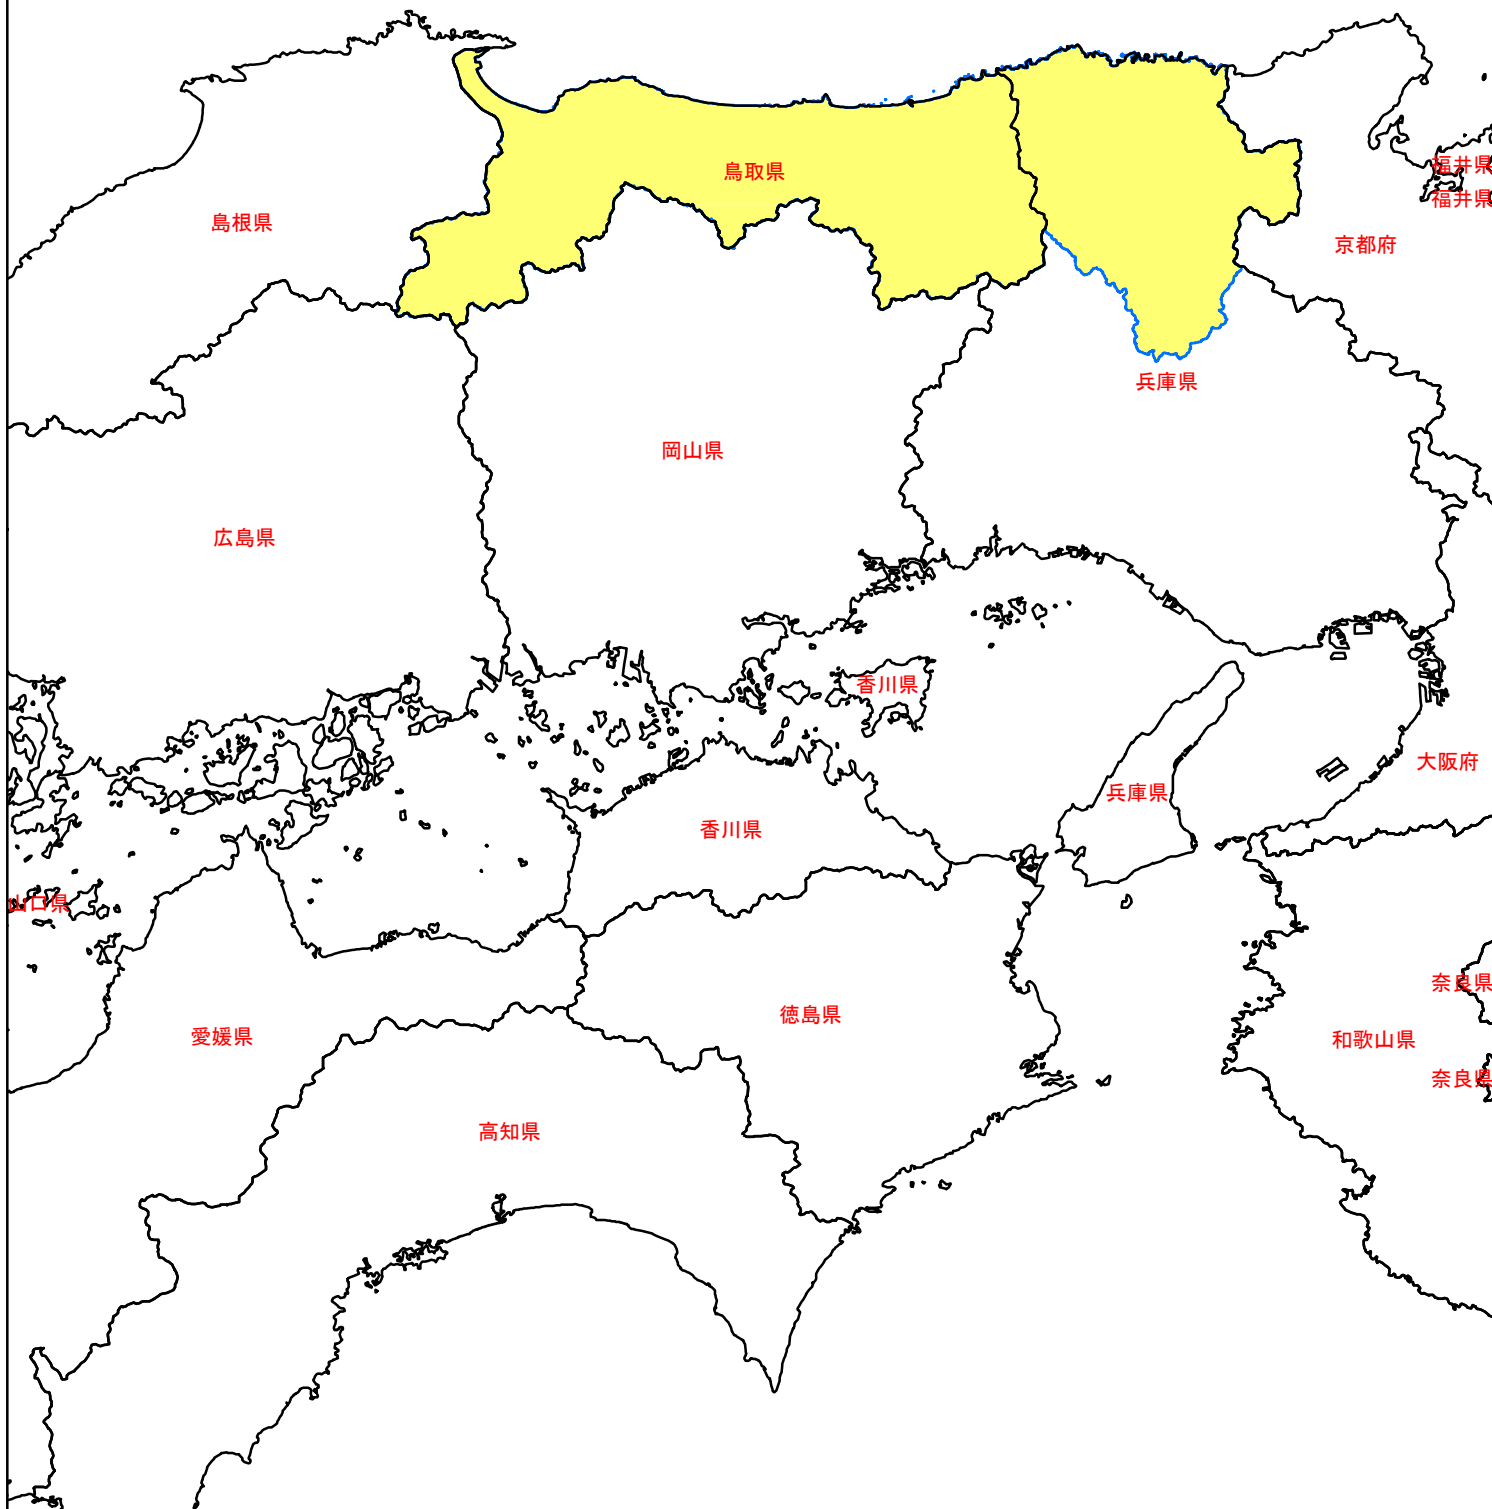 鳥取県
福井県
福井県
島根県
京都府
兵庫県
岡山県
広島県
香川県
大阪府
兵庫県
香川県
山口県
奈良県
徳島県
愛媛県
和歌山県
奈良県
高知県